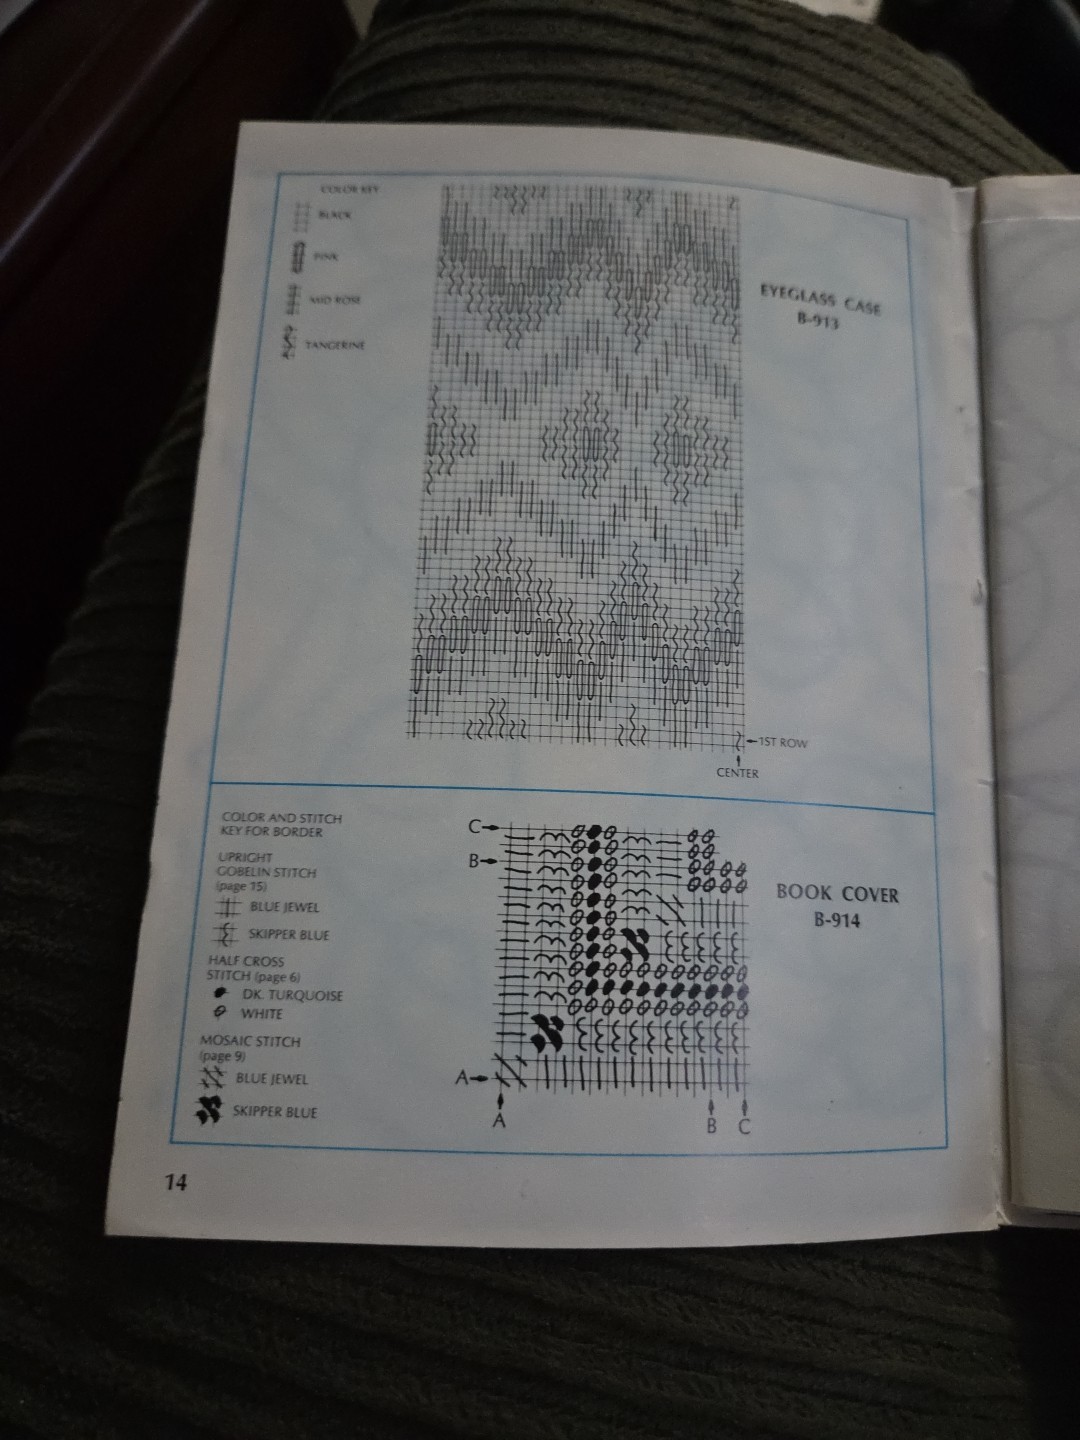 COLOR KEY
BLACK
PINK
MID ROSE
TANGERINE
EYEGLASS CASE
B-913
←1ST ROW
↑
CENTER
COLOR AND STITCH
KEY FOR BORDER
UPRIGHT
GOBELIN STITCH
(page 15)
BLUE JEWEL
SKIPPER BLUE
HALF CROSS
STITCH (page 6)
DK. TURQUOISE
WHITE
MOSAIC STITCH
(page 9)
BLUE JEWEL
SKIPPER BLUE
C→
B→
A→
A
B
C
BOOK COVER
B-914
14